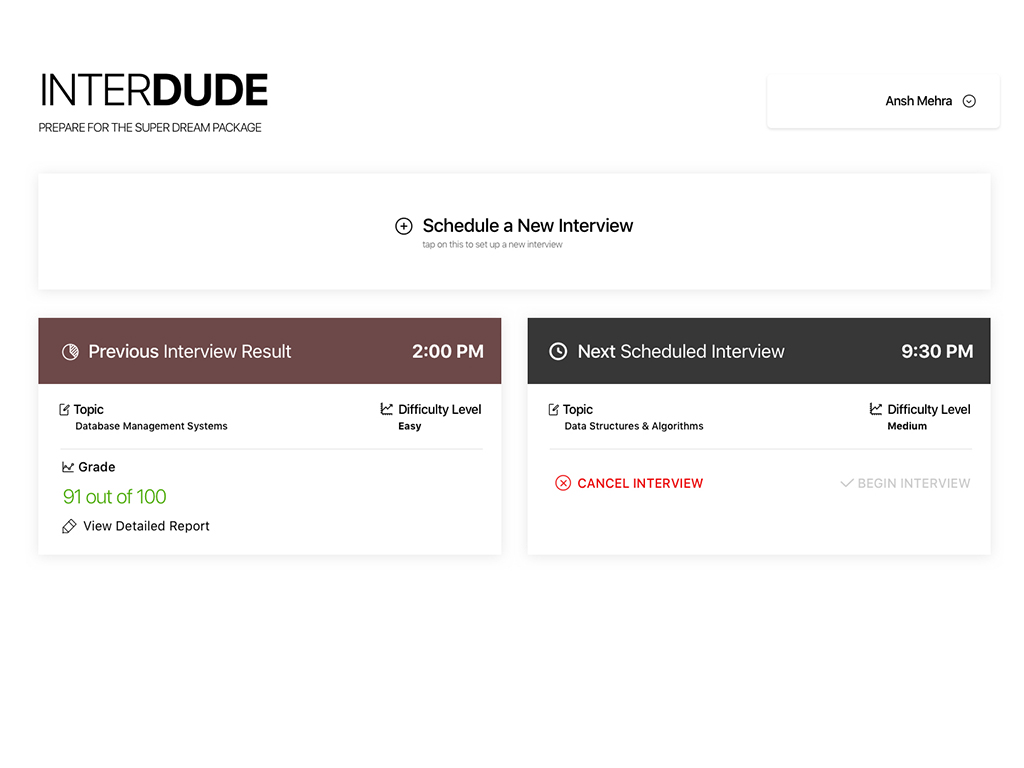 INTERDUDE
PREPARE FOR THE SUPER DREAM PACKAGE
Ansh Mehra
Schedule a New Interview
tap on this to set up a new interview
Previous Interview Result
2:00 PM
Topic
Database Management Systems
Difficulty Level
Easy
Grade
91 out of 100
View Detailed Report
Next Scheduled Interview
9:30 PM
Topic
Data Structures & Algorithms
Difficulty Level
Medium
CANCEL INTERVIEW
BEGIN INTERVIEW